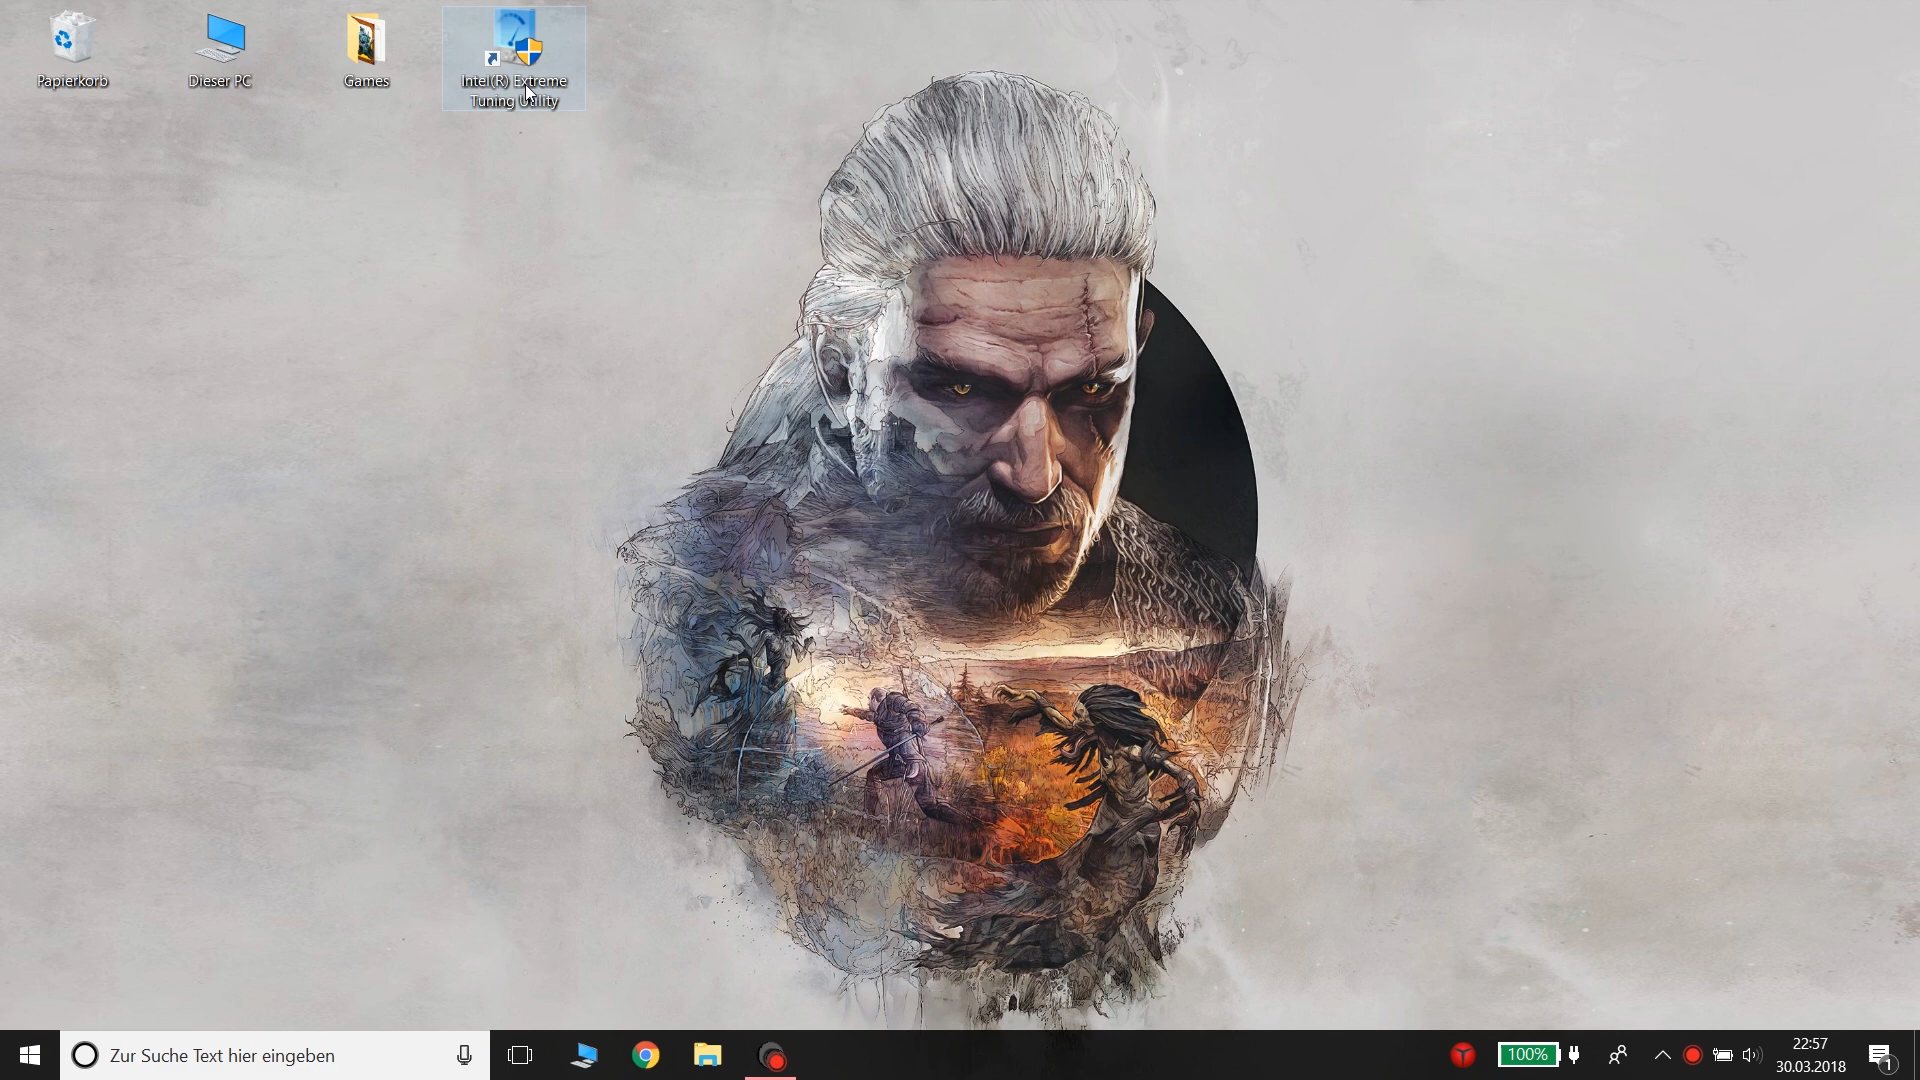 Papierkorb
Dieser PC
Games
Intel(R) Extreme
Tuning Utility
Zur Suche Text hier eingeben
100%
22:57
30.03.2018
1